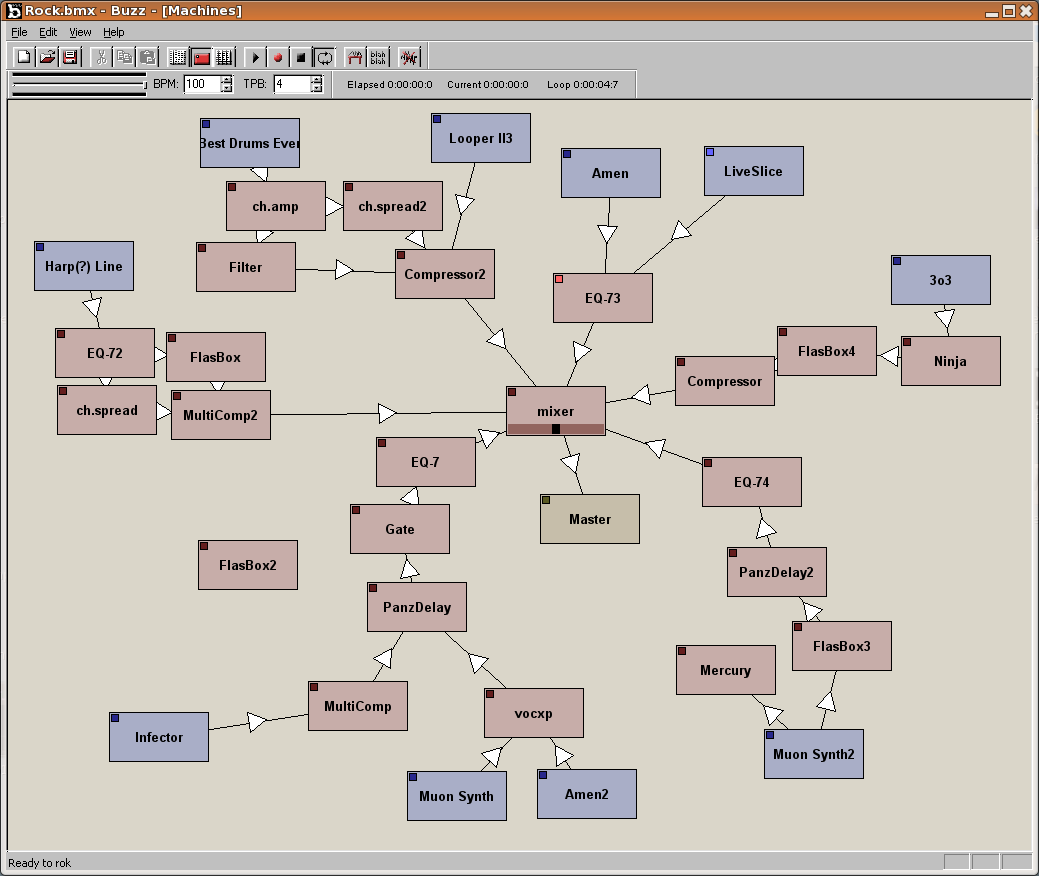 Rock.bmx - Buzz - [Machines]
File Edit View Help
blah
blah
BPM: 100 TPB: 4 Elapsed 0:00:00:0 Current 0:00:00:0 Loop 0:00:04:7
Best Drums Ever
Looper II3
Amen
LiveSlice
ch.amp
ch.spread2
Harp(?) Line
Filter
Compressor2
3o3
EQ-73
EQ-72
FlasBox
FlasBox4
Ninja
Compressor
ch.spread
MultiComp2
mixer
EQ-7
EQ-74
Gate
Master
FlasBox2
PanzDelay2
PanzDelay
FlasBox3
Mercury
MultiComp
vocxp
Infector
Muon Synth2
Muon Synth
Amen2
Ready to rok